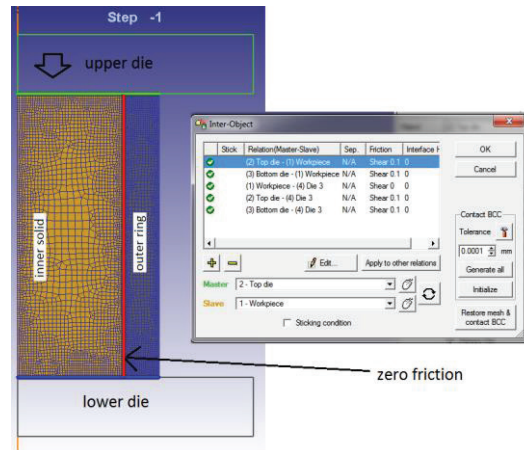 Step -1
upper die
inner solid
outer ring
lower die
zero friction
Inter-Object
Stick Relation(Master-Slave) Sep. Friction Interface H
(2) Top die - (1) Workpiece N/A Shear 0.1 0
(3) Bottom die - (1) Workpiece N/A Shear 0.1 0
(1) Workpiece - (4) Die 3 N/A Shear 0 0
(2) Top die - (4) Die 3 N/A Shear 0.1 0
(3) Bottom die - (4) Die 3 N/A Shear 0.1 0
Edit...
Apply to other relations
Master 2 - Top die
Slave 1 - Workpiece
Sticking condition
OK
Cancel
Contact BCC
Tolerance
0.0001 mm
Generate all
Initialize
Restore mesh &
contact BCC